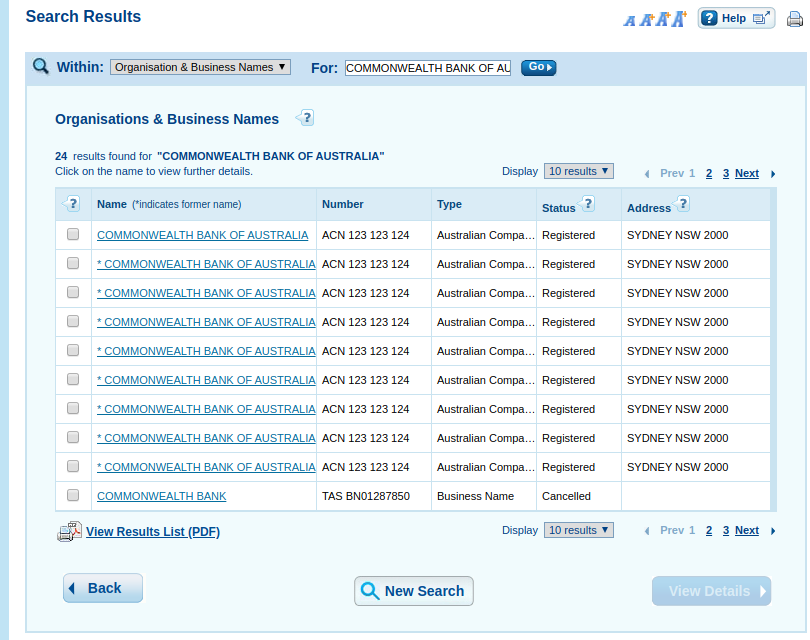 Search Results
A A+ A+ A+
? Help
Within: Organisation & Business Names ▼ For: COMMONWEALTH BANK OF AU Go
Organisations & Business Names ?
24 results found for "COMMONWEALTH BANK OF AUSTRALIA"
Click on the name to view further details.
Display 10 results ▼ Prev 1 2 3 Next
? Name (*indicates former name) Number Type Status ? Address ?
COMMONWEALTH BANK OF AUSTRALIA ACN 123 123 124 Australian Compa... Registered SYDNEY NSW 2000
* COMMONWEALTH BANK OF AUSTRALIA ACN 123 123 124 Australian Compa... Registered SYDNEY NSW 2000
* COMMONWEALTH BANK OF AUSTRALIA ACN 123 123 124 Australian Compa... Registered SYDNEY NSW 2000
* COMMONWEALTH BANK OF AUSTRALIA ACN 123 123 124 Australian Compa... Registered SYDNEY NSW 2000
* COMMONWEALTH BANK OF AUSTRALIA ACN 123 123 124 Australian Compa... Registered SYDNEY NSW 2000
* COMMONWEALTH BANK OF AUSTRALIA ACN 123 123 124 Australian Compa... Registered SYDNEY NSW 2000
* COMMONWEALTH BANK OF AUSTRALIA ACN 123 123 124 Australian Compa... Registered SYDNEY NSW 2000
* COMMONWEALTH BANK OF AUSTRALIA ACN 123 123 124 Australian Compa... Registered SYDNEY NSW 2000
* COMMONWEALTH BANK OF AUSTRALIA ACN 123 123 124 Australian Compa... Registered SYDNEY NSW 2000
COMMONWEALTH BANK TAS BN01287850 Business Name Cancelled
View Results List (PDF) Display 10 results ▼ Prev 1 2 3 Next
Back New Search View Details